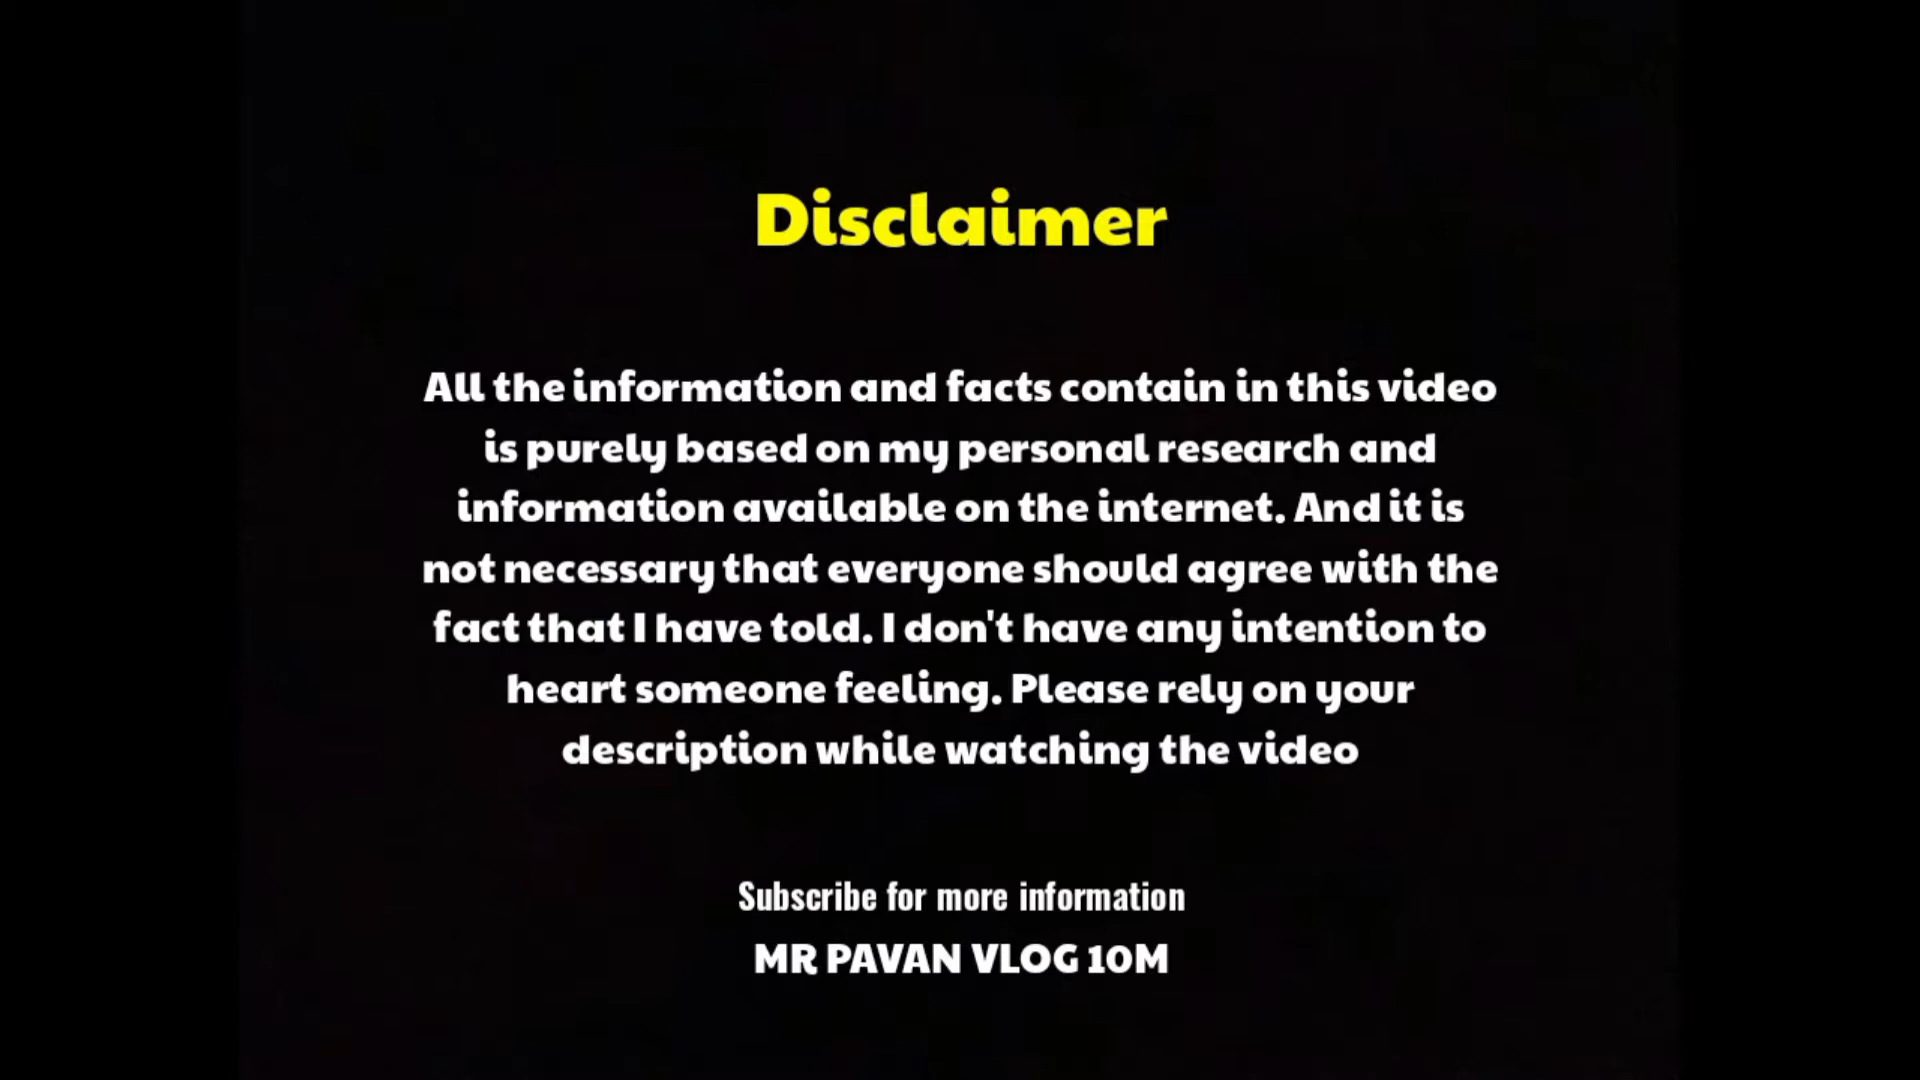 Disclaimer
All the information and facts contain in this video
is purely based on my personal research and
information available on the internet. And it is
not necessary that everyone should agree with the
fact that I have told. I don't have any intention to
heart someone feeling. Please rely on your
description while watching the video
Subscribe for more information
MR PAVAN VLOG 10M